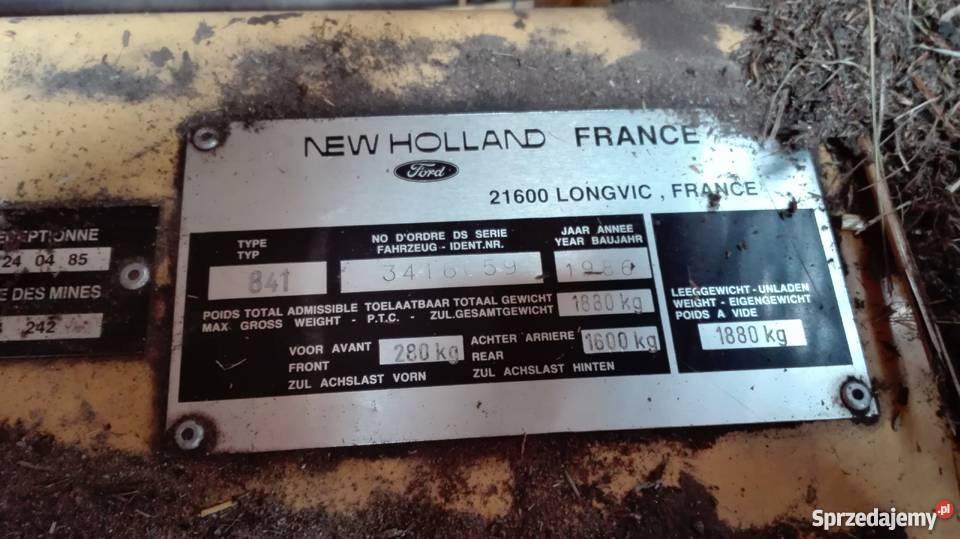 NEW HOLLAND FRANCE
Ford
21600 LONGVIC, FRANCE
TYPE
TYP
841
NO D'ORDRE DS SERIE
FAHRZEUG - IDENT.NR.
JAAR ANNEE
YEAR BAUJAHR
1986
POIDS TOTAL ADMISSIBLE TOELAATBAAR TOTAAL GEWICHT
MAX GROSS WEIGHT - P.T.C. - ZUL.GESAMTGEWICHT
1880 kg
VOOR AVANT
FRONT
ZUL ACHSLAST VORN
280 kg
ACHTER ARRIERE
REAR
ZUL ACHSLAST HINTEN
1600 kg
LEEGGEWICHT - UNLADEN
WEIGHT - EIGENGEWICHT
POIDS A VIDE
1880 kg
24 04 85
DES MINES
242
Sprzedajemy.pl